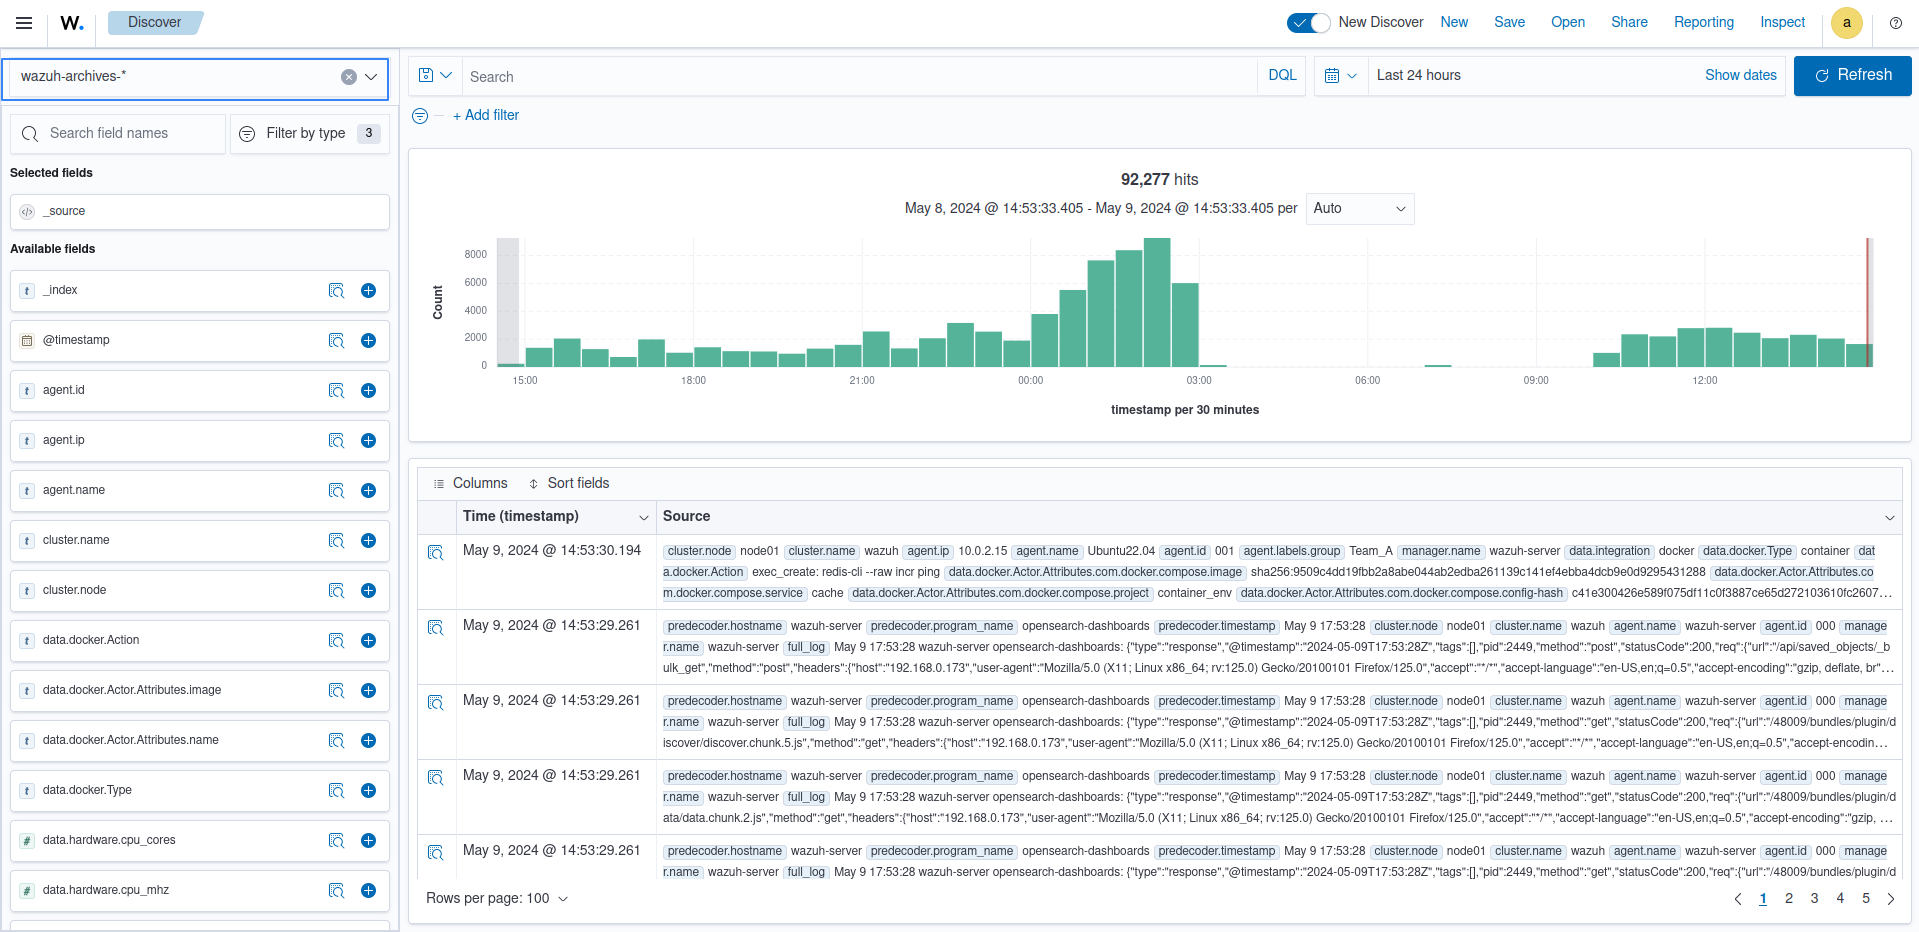 W. Discover New Discover New Save Open Share Reporting Inspect a
wazuh-archives-*
Search DQL Last 24 hours Show dates Refresh
+ Add filter
Search field names Filter by type 3
Selected fields
_source
Available fields
t _index
@timestamp
t agent.id
t agent.ip
t agent.name
t cluster.name
t cluster.node
t data.docker.Action
t data.docker.Actor.Attributes.image
t data.docker.Actor.Attributes.name
t data.docker.Type
# data.hardware.cpu_cores
# data.hardware.cpu_mhz
92,277 hits
May 8, 2024 @ 14:53:33.405 - May 9, 2024 @ 14:53:33.405 per Auto
Count
8000
6000
4000
2000
0
15:00 18:00 21:00 00:00 03:00 06:00 09:00 12:00
timestamp per 30 minutes
Columns Sort fields
Time (timestamp) Source
May 9, 2024 @ 14:53:30.194 cluster.node node01 cluster.name wazuh agent.ip 10.0.2.15 agent.name Ubuntu22.04 agent.id 001 agent.labels.group Team_A manager.name wazuh-server data.integration docker data.docker.Type container dat
a.docker.Action exec_create: redis-cli --raw incr ping data.docker.Actor.Attributes.com.docker.compose.image sha256:9509c4dd19fbb2a8abe044ab2edba261139c141ef4ebba4dcb9e0d9295431288 data.docker.Actor.Attributes.co
m.docker.compose.service cache data.docker.Actor.Attributes.com.docker.compose.project container_env data.docker.Actor.Attributes.com.docker.compose.config-hash c41e300426e589f075df11c0f3887ce65d272103610fc2607...
May 9, 2024 @ 14:53:29.261 predecoder.hostname wazuh-server predecoder.program_name opensearch-dashboards predecoder.timestamp May 9 17:53:28 cluster.node node01 cluster.name wazuh agent.name wazuh-server agent.id 000 manage
r.name wazuh-server full_log May 9 17:53:28 wazuh-server opensearch-dashboards: {"type":"response","@timestamp":"2024-05-09T17:53:28Z","tags":[],"pid":2449,"method":"post","statusCode":200,"req":{"url":"/api/saved_objects/_b
ulk_get","method":"post","headers":{"host":"192.168.0.173","user-agent":"Mozilla/5.0 (X11; Linux x86_64; rv:125.0) Gecko/20100101 Firefox/125.0","accept":"*/*","accept-language":"en-US,en;q=0.5","accept-encoding":"gzip, deflate, br"...
May 9, 2024 @ 14:53:29.261 predecoder.hostname wazuh-server predecoder.program_name opensearch-dashboards predecoder.timestamp May 9 17:53:28 cluster.node node01 cluster.name wazuh agent.name wazuh-server agent.id 000 manage
r.name wazuh-server full_log May 9 17:53:28 wazuh-server opensearch-dashboards: {"type":"response","@timestamp":"2024-05-09T17:53:28Z","tags":[],"pid":2449,"method":"get","statusCode":200,"req":{"url":"/48009/bundles/plugin/d
iscover/discover.chunk.5.js","method":"get","headers":{"host":"192.168.0.173","user-agent":"Mozilla/5.0 (X11; Linux x86_64; rv:125.0) Gecko/20100101 Firefox/125.0","accept":"*/*","accept-language":"en-US,en;q=0.5","accept-encodin...
May 9, 2024 @ 14:53:29.261 predecoder.hostname wazuh-server predecoder.program_name opensearch-dashboards predecoder.timestamp May 9 17:53:28 cluster.node node01 cluster.name wazuh agent.name wazuh-server agent.id 000 manage
r.name wazuh-server full_log May 9 17:53:28 wazuh-server opensearch-dashboards: {"type":"response","@timestamp":"2024-05-09T17:53:28Z","tags":[],"pid":2449,"method":"get","statusCode":200,"req":{"url":"/48009/bundles/plugin/d
ata/data.chunk.2.js","method":"get","headers":{"host":"192.168.0.173","user-agent":"Mozilla/5.0 (X11; Linux x86_64; rv:125.0) Gecko/20100101 Firefox/125.0","accept":"*/*","accept-language":"en-US,en;q=0.5","accept-encoding":"gzip, ...
May 9, 2024 @ 14:53:29.261 predecoder.hostname wazuh-server predecoder.program_name opensearch-dashboards predecoder.timestamp May 9 17:53:28 cluster.node node01 cluster.name wazuh agent.name wazuh-server agent.id 000 manage
r.name wazuh-server full_log May 9 17:53:28 wazuh-server opensearch-dashboards: {"type":"response","@timestamp":"2024-05-09T17:53:28Z","tags":[],"pid":2449,"method":"get","statusCode":200,"req":{"url":"/48009/bundles/plugin/d
Rows per page: 100 1 2 3 4 5